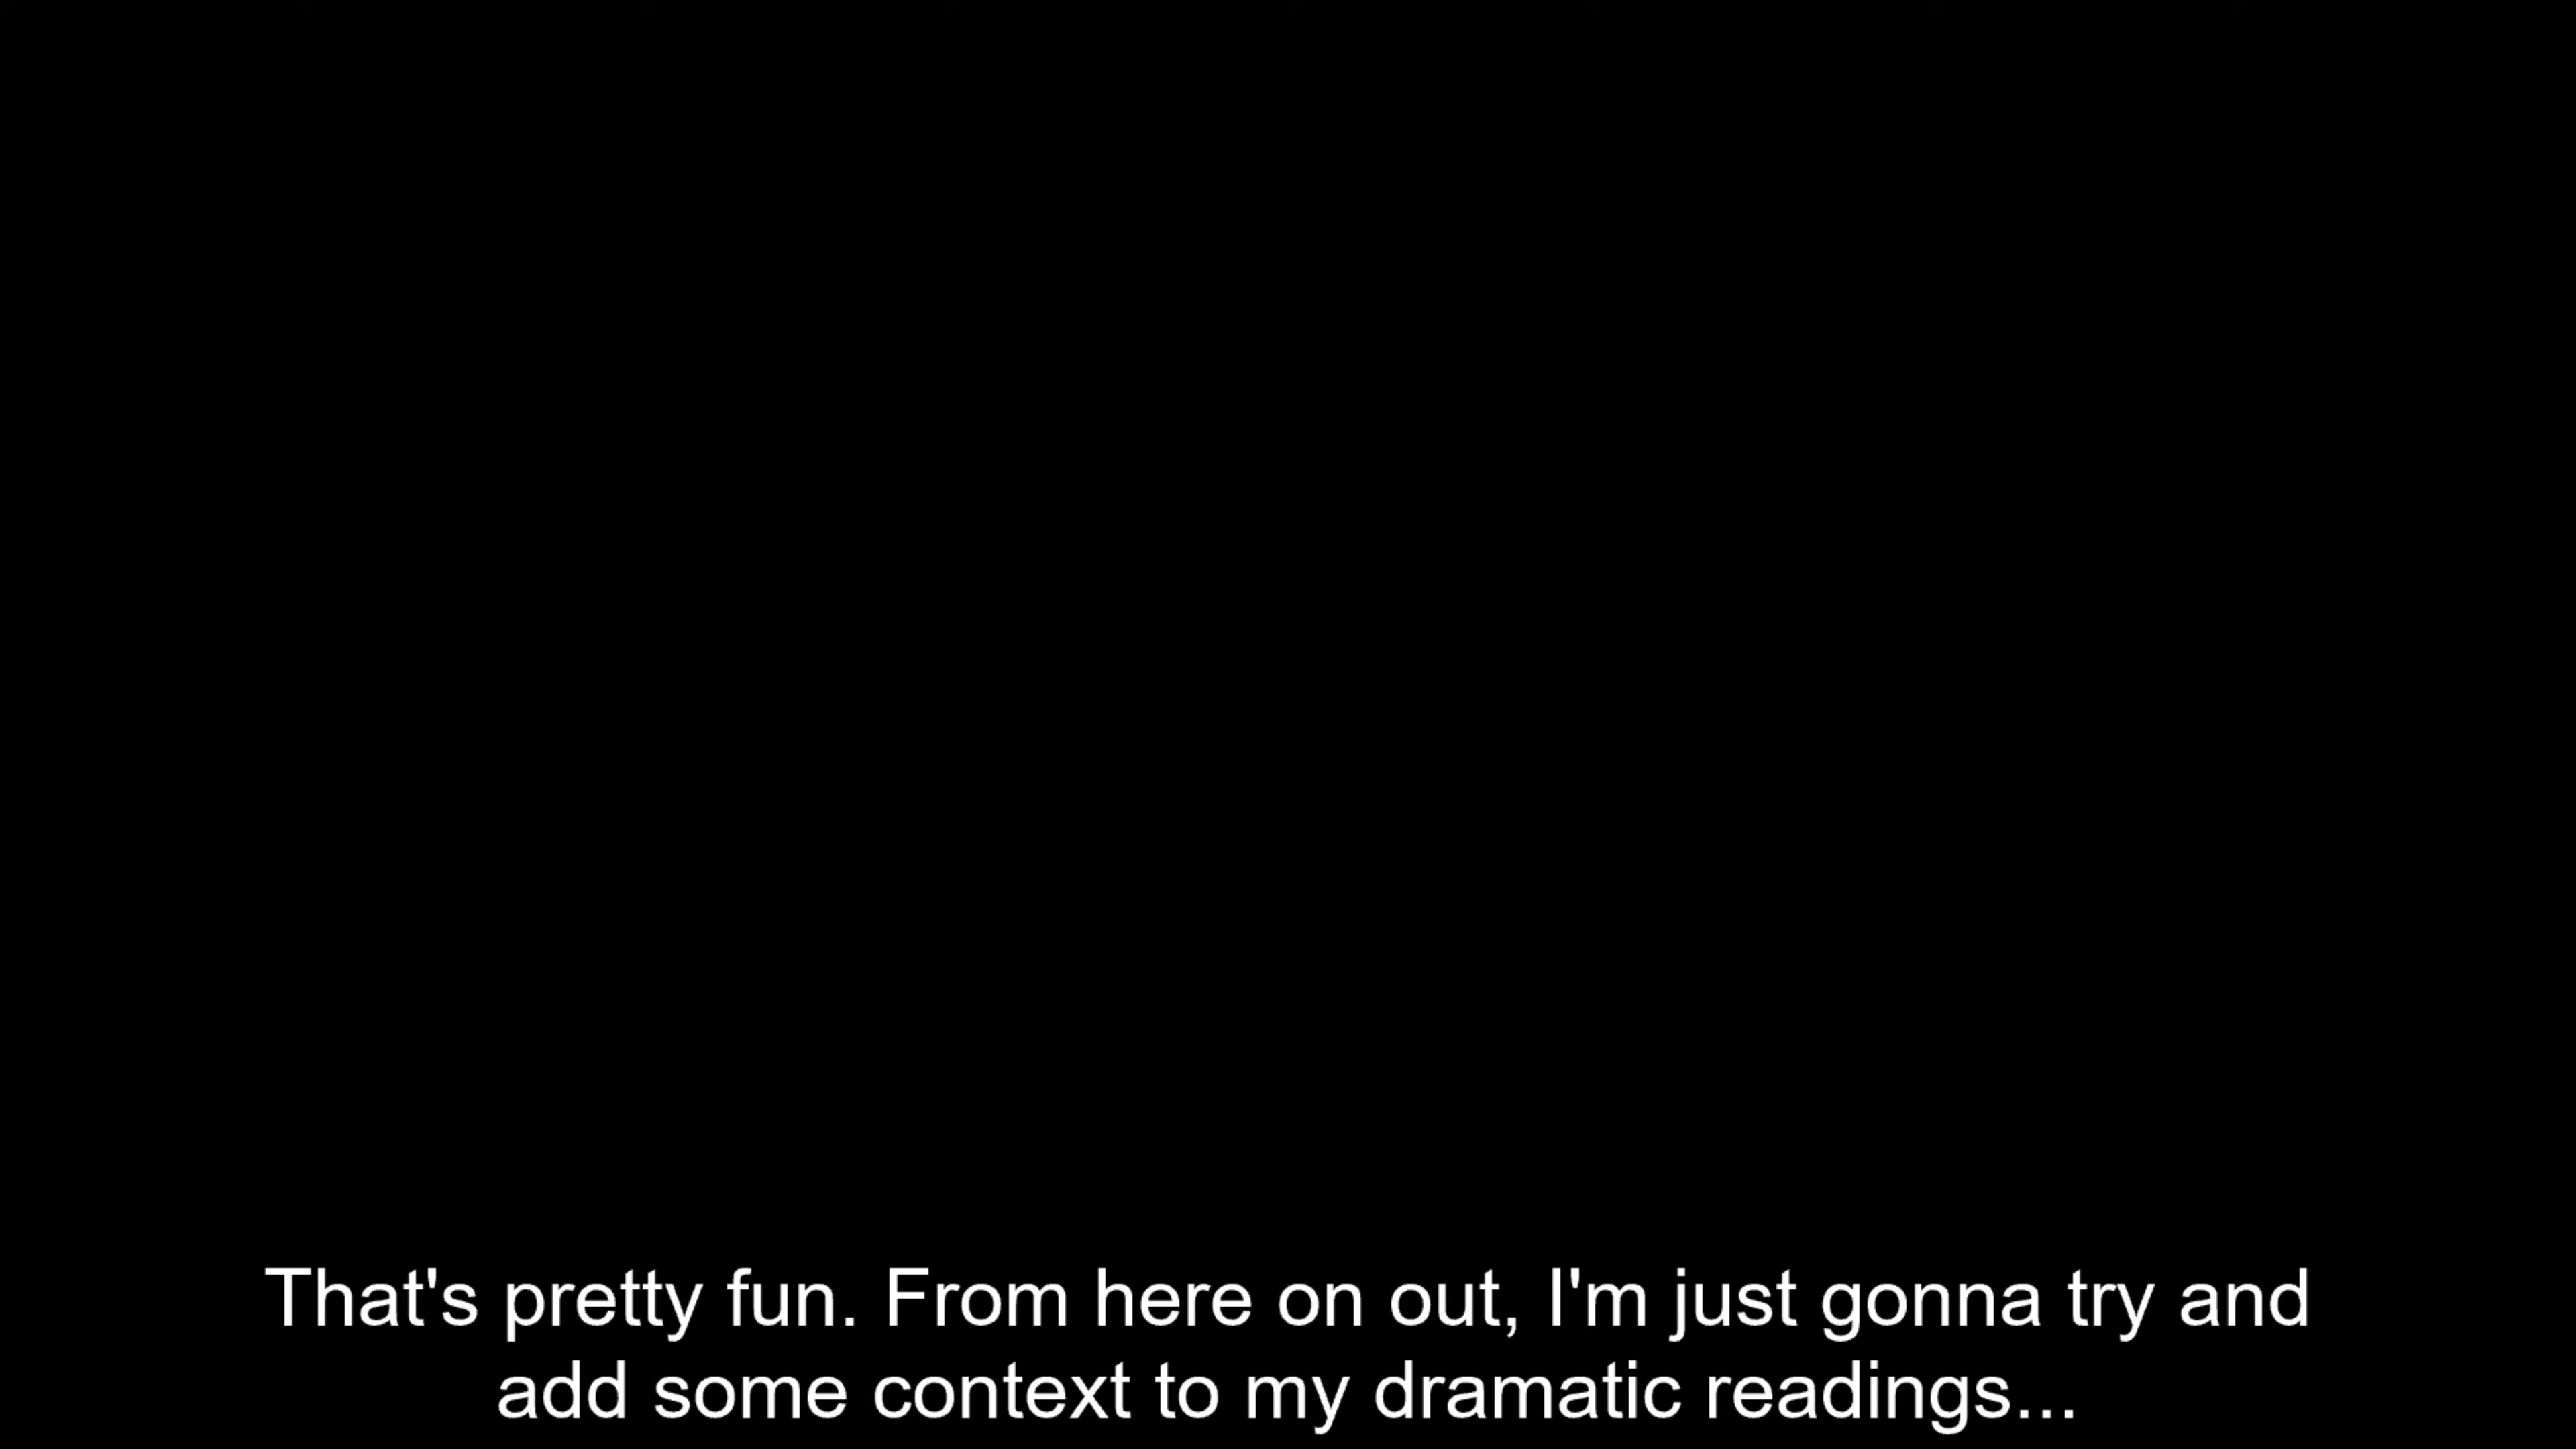 That's pretty fun. From here on out, I'm just gonna try and
add some context to my dramatic readings...